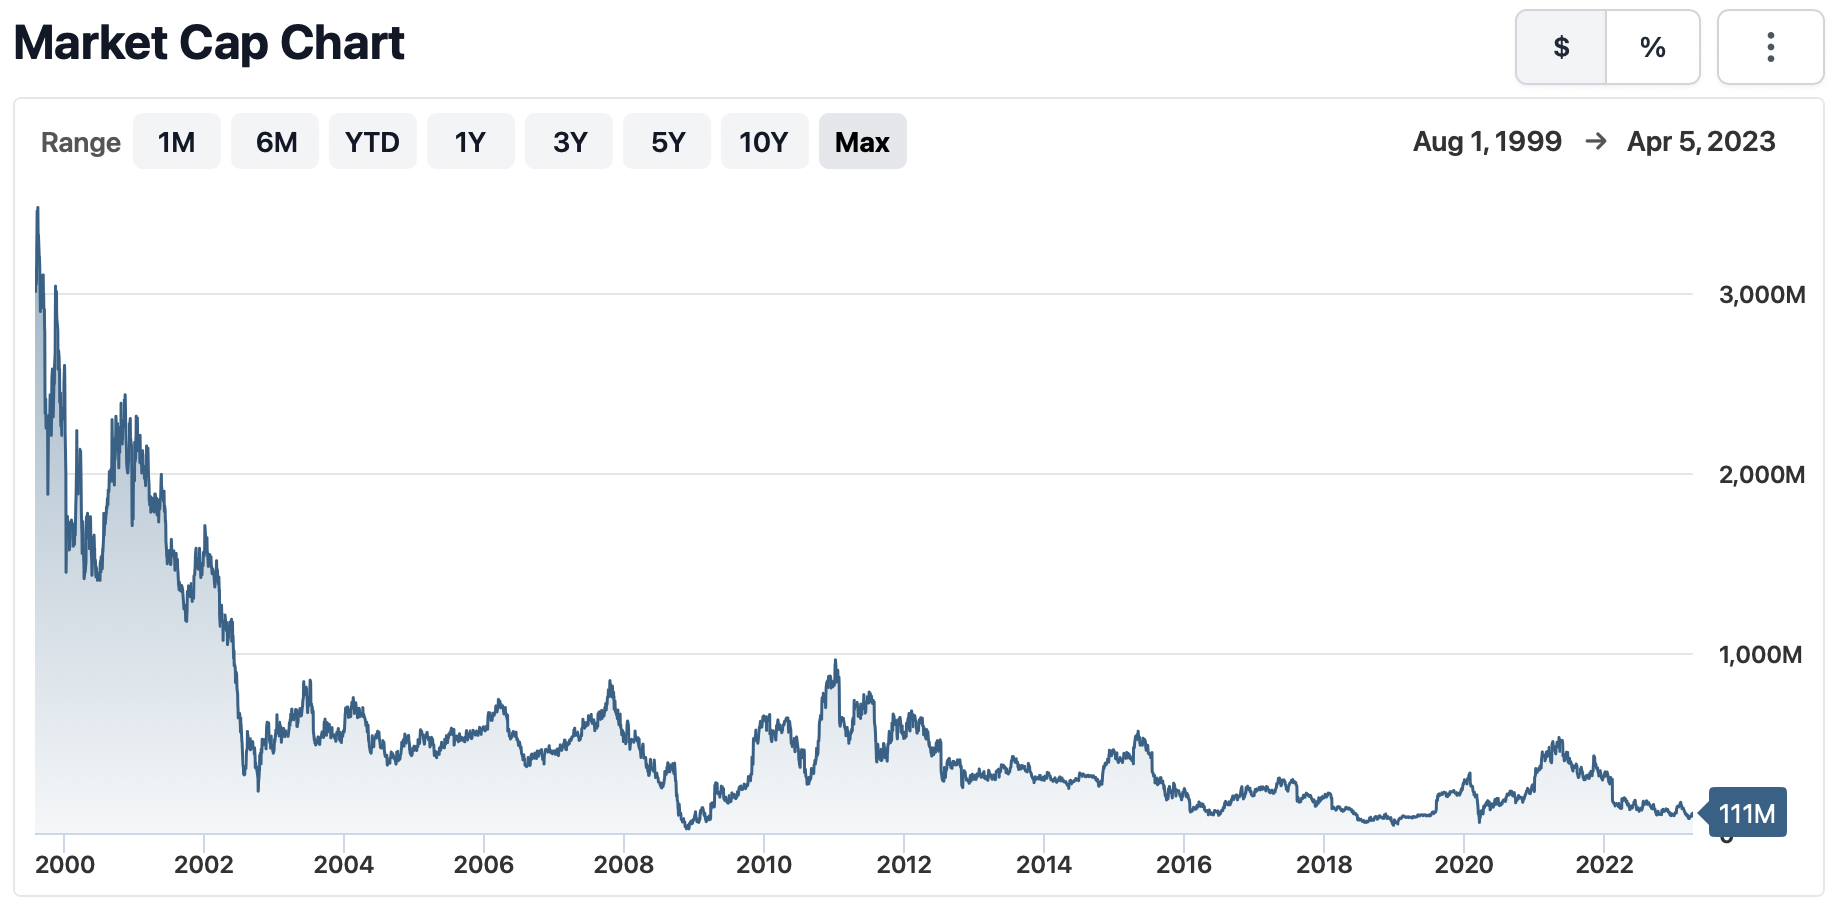 Market Cap Chart
$ %
Range 1M 6M YTD 1Y 3Y 5Y 10Y Max Aug 1, 1999 → Apr 5, 2023
3,000M
2,000M
1,000M
111M
0
2000 2002 2004 2006 2008 2010 2012 2014 2016 2018 2020 2022